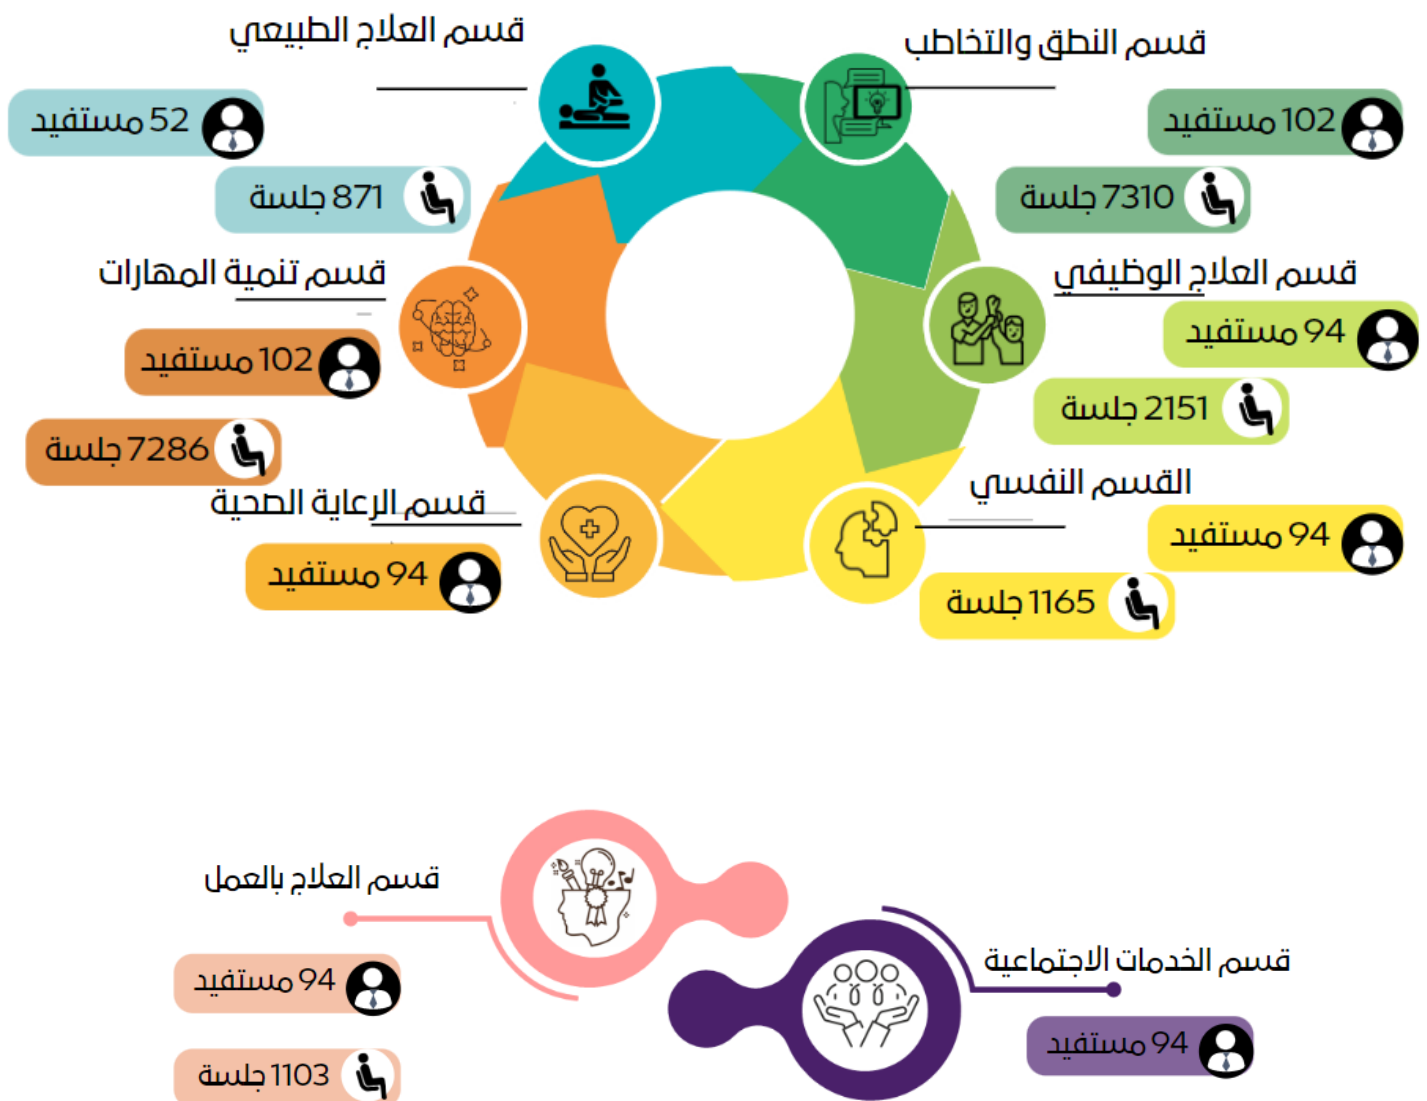 قسم النطق والتخاطب
102 مستفيد
7310 جلسة
قسم العلاج الطبيعي
52 مستفيد
871 جلسة
قسم العلاج الوظيفي
94 مستفيد
2151 جلسة
قسم تنمية المهارات
102 مستفيد
7286 جلسة
القسم النفسي
94 مستفيد
1165 جلسة
قسم الرعاية الصحية
94 مستفيد
قسم العلاج بالعمل
94 مستفيد
1103 جلسة
قسم الخدمات الاجتماعية
94 مستفيد